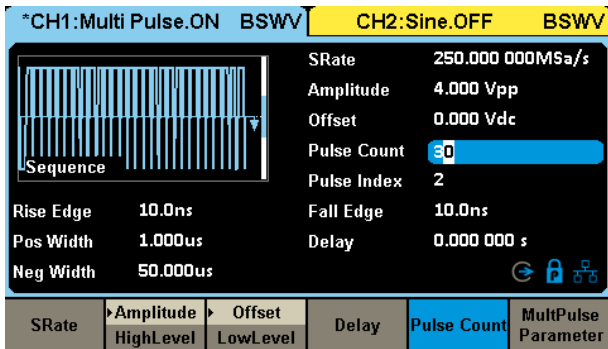 *CH1:Multi Pulse.ON BSWV CH2:Sine.OFF BSWV
SRate 250.000 000MSa/s
Amplitude 4.000 Vpp
Offset 0.000 Vdc
Pulse Count 30
Sequence
Pulse Index 2
Rise Edge 10.0ns Fall Edge 10.0ns
Pos Width 1.000us Delay 0.000 000 s
Neg Width 50.000us
P
SRate Amplitude HighLevel Offset LowLevel Delay Pulse Count MultPulse Parameter